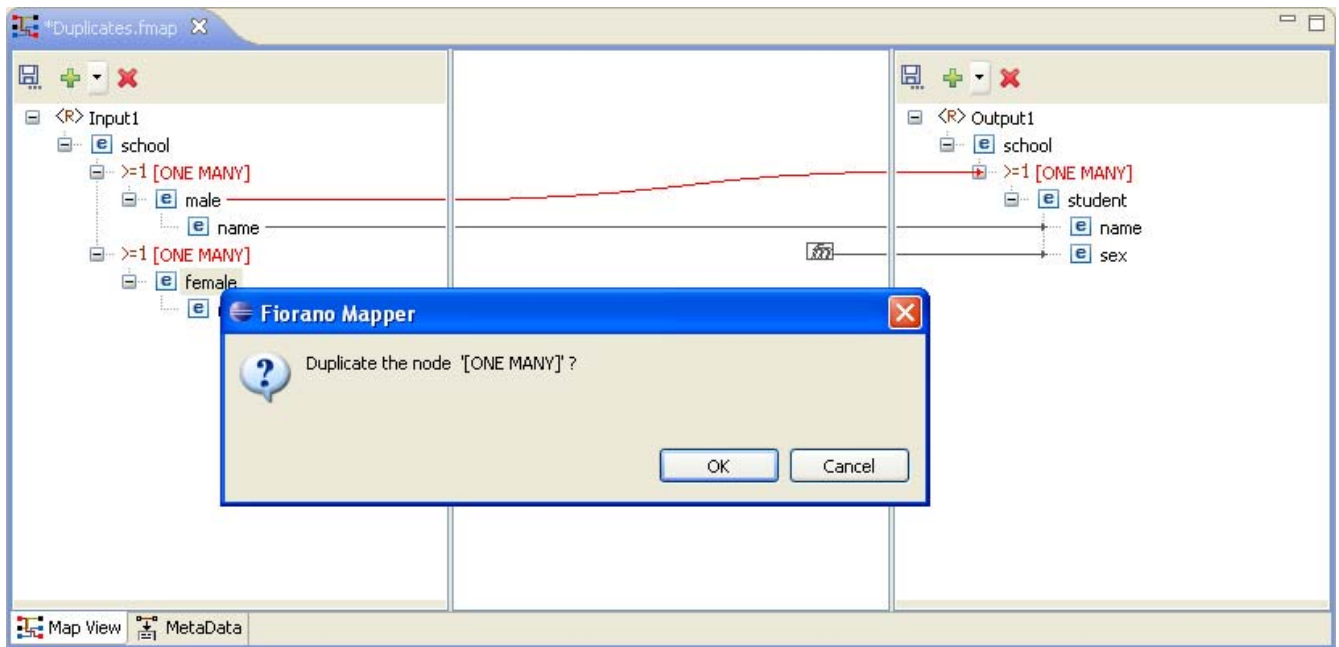 *Duplicates.fmap
<R> Input1
e school
>=1 [ONE MANY]
e male
e name
>=1 [ONE MANY]
e female
e
<R> Output1
e school
>=1 [ONE MANY]
e student
e name
e sex
Fiorano Mapper
Duplicate the node '[ONE MANY]' ?
OK Cancel
Map View MetaData